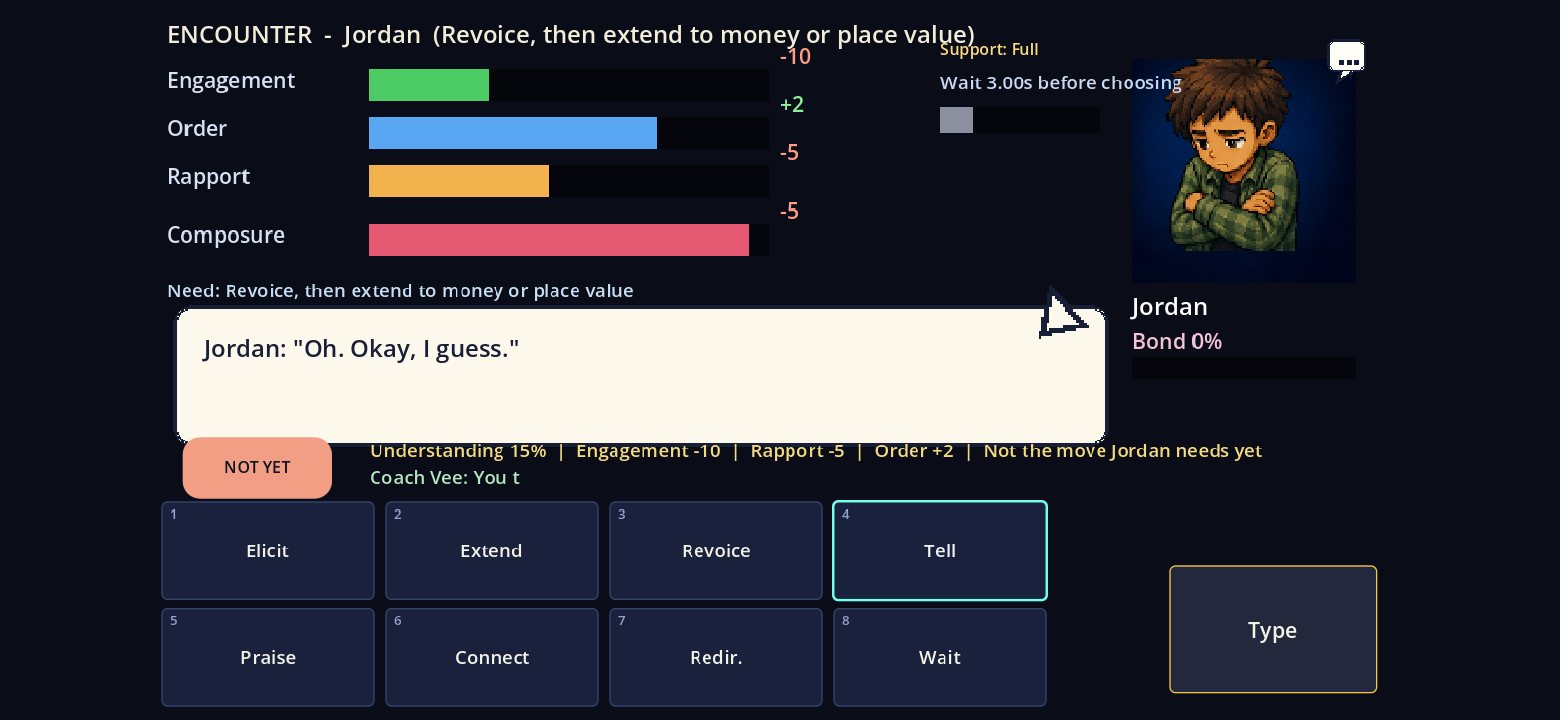 ENCOUNTER - Jordan (Revoice, then extend to money or place value)
Support: Full
-10
Engagement
Wait 3.00s before choosing
+2
Order
-5
Rapport
-5
Composure
Need: Revoice, then extend to money or place value
Jordan
Jordan: "Oh. Okay, I guess."
Bond 0%
NOT YET
Understanding 15% | Engagement -10 | Rapport -5 | Order +2 | Not the move Jordan needs yet
Coach Vee: You t
1 Elicit
2 Extend
3 Revoice
4 Tell
5 Praise
6 Connect
7 Redir.
8 Wait
Type